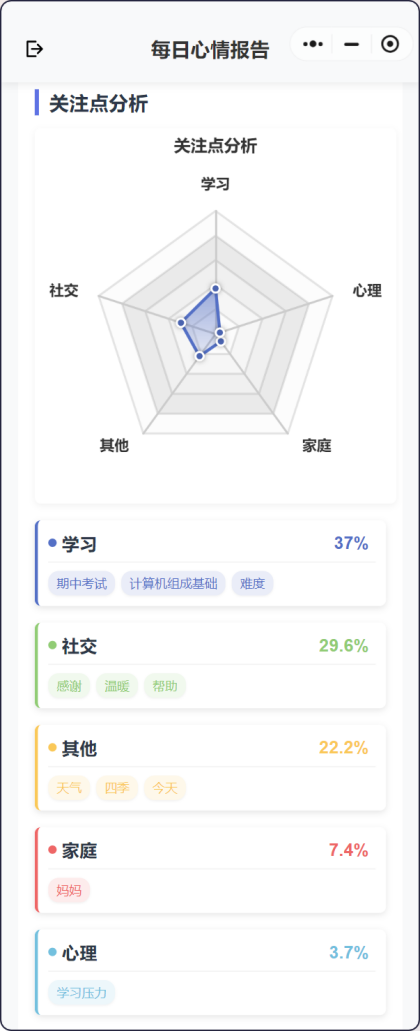 每日心情报告
关注点分析
关注点分析
学习
社交
心理
其他
家庭
学习 37%
期中考试 计算机组成基础 难度
社交 29.6%
感谢 温暖 帮助
其他 22.2%
天气 四季 今天
家庭 7.4%
妈妈
心理 3.7%
学习压力